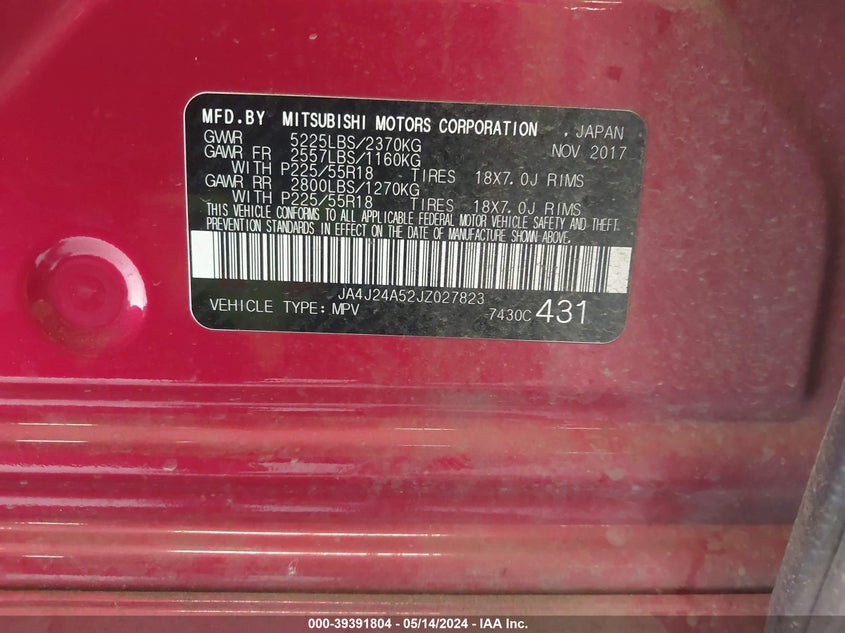 MFD.BY MITSUBISHI MOTORS CORPORATION , JAPAN
GVWR 5225LBS/2370KG NOV 2017
GAWR FR 2557LBS/1160KG
WITH P225/55R18 TIRES 18X7.0J RIMS
GAWR RR 2800LBS/1270KG
WITH P225/55R18 TIRES 18X7.0J RIMS
THIS VEHICLE CONFORMS TO ALL APPLICABLE FEDERAL MOTOR VEHICLE SAFETY AND THEFT
PREVENTION STANDARDS IN EFFECT ON THE DATE OF MANUFACTURE SHOWN ABOVE.
JA4J24A52JZ027823
VEHICLE TYPE: MPV 7430C 431
000-39391804 / 05/14/2024 - IAA Inc.